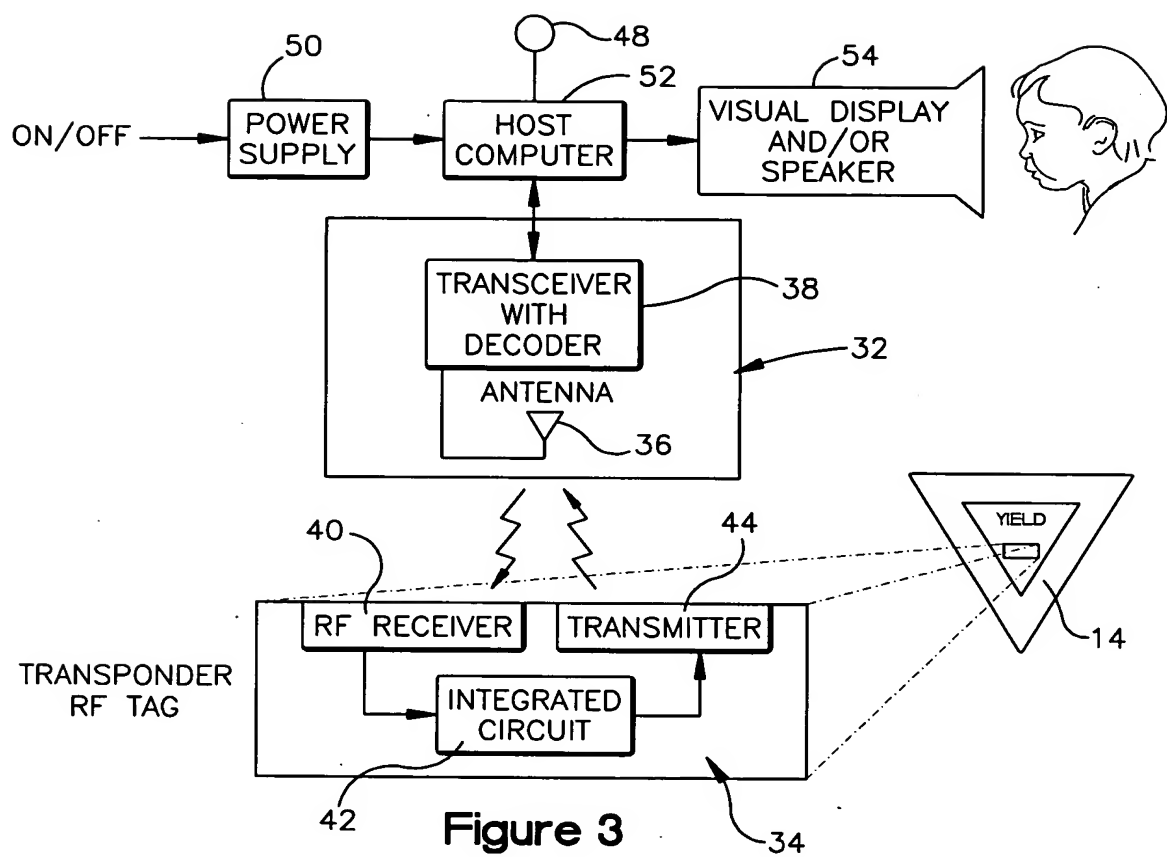 50
48
52
54
ON/OFF
POWER
SUPPLY
HOST
COMPUTER
VISUAL DISPLAY
AND/OR
SPEAKER
TRANSCEIVER
WITH
DECODER
38
32
ANTENNA
36
40
44
YIELD
14
RF RECEIVER
TRANSMITTER
TRANSPONDER
RF TAG
INTEGRATED
CIRCUIT
42
34
Figure 3